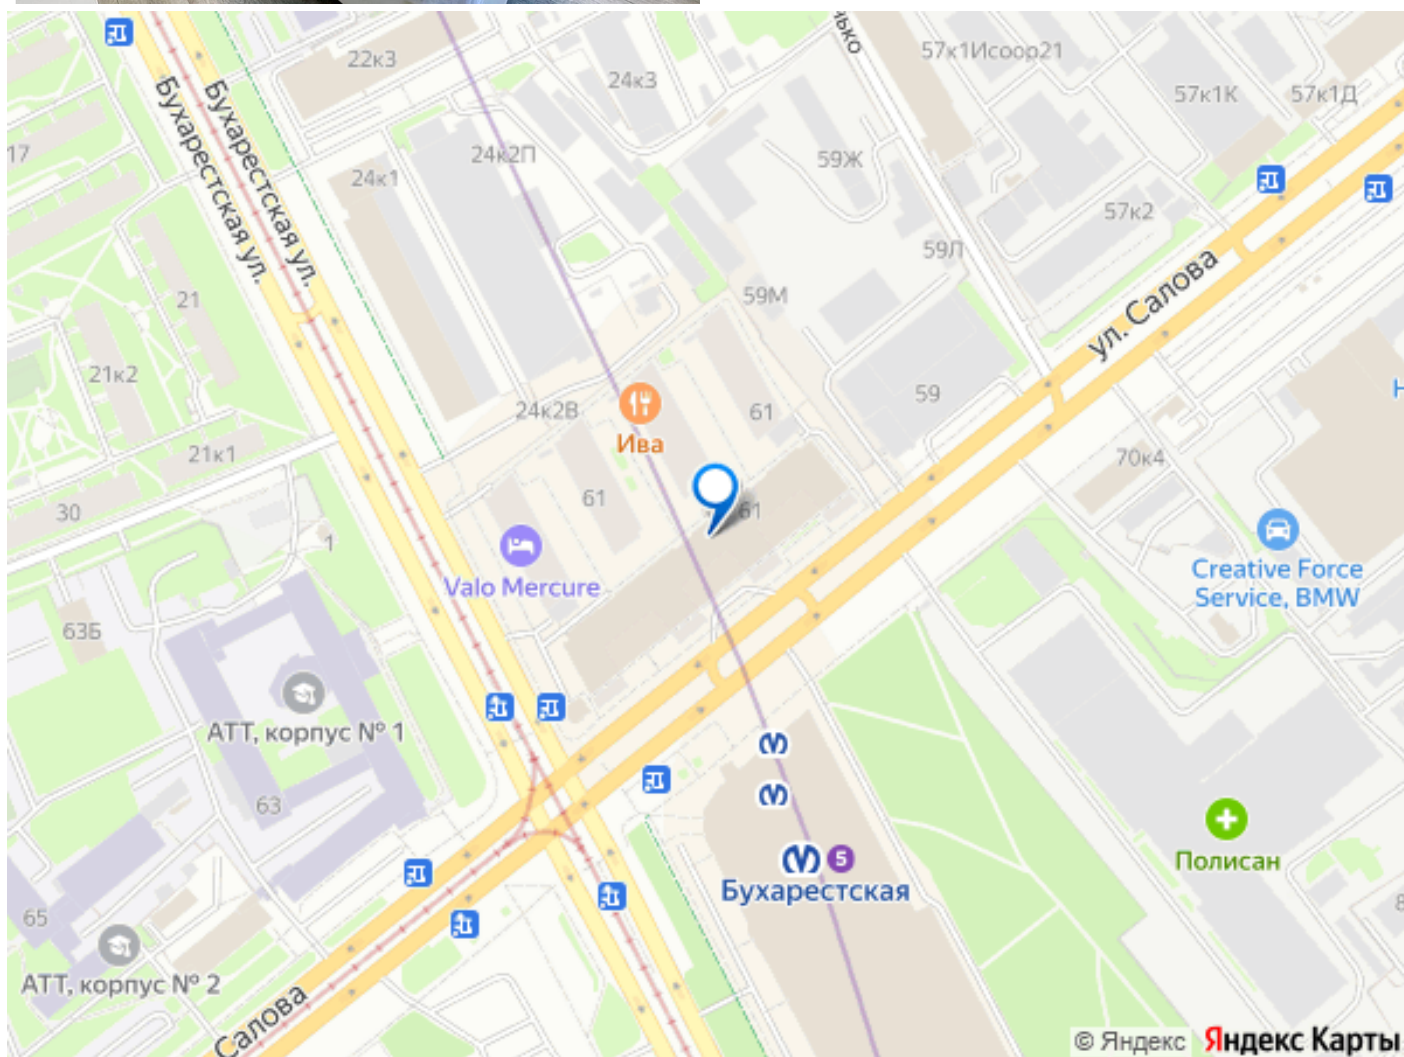 57к1Исоор21
22к3
24к3
57к1К
57к1Д
Бухарестская ул.
Бухарестская ул.
17
24к2П
59Ж
24к1
57к2
59Л
ул. Салова
21
59М
21к2
24к2В
61
59
Ива
21к1
70к4
30
61
61
1
Valo Mercure
Creative Force
Service, BMW
63Б
АТТ, корпус № 1
63
5
Бухарестская
Полисан
65
АТТ, корпус № 2
Салова
© Яндекс
Яндекс Карты